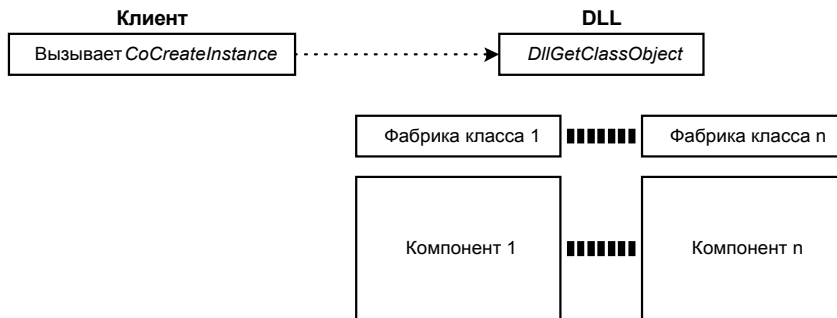 Клиент
DLL
Вызывает CoCreateInstance
DllGetClassObject
Фабрика класса 1
Фабрика класса n
Компонент 1
Компонент n